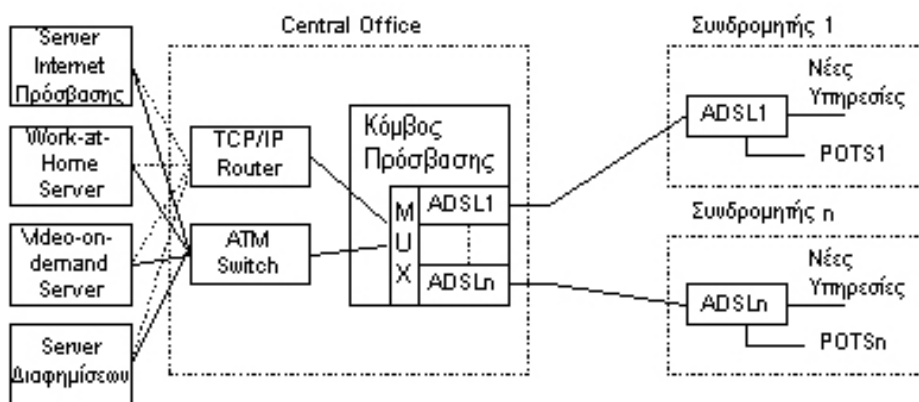 Central Office
Συνδρομητής 1
Server
Internet
Πρόσβασης
Work-at-
Home
Server
Video-on-
demand
Server
Server
Διαφημίσεων
TCP/IP
Router
ATM
Switch
Κόμβος
Πρόσβασης
M
U
X
ADSL1
ADSLn
ADSL1
Νέες
Υπηρεσίες
POTS1
Συνδρομητής n
ADSLn
Νέες
Υπηρεσίες
POTSn